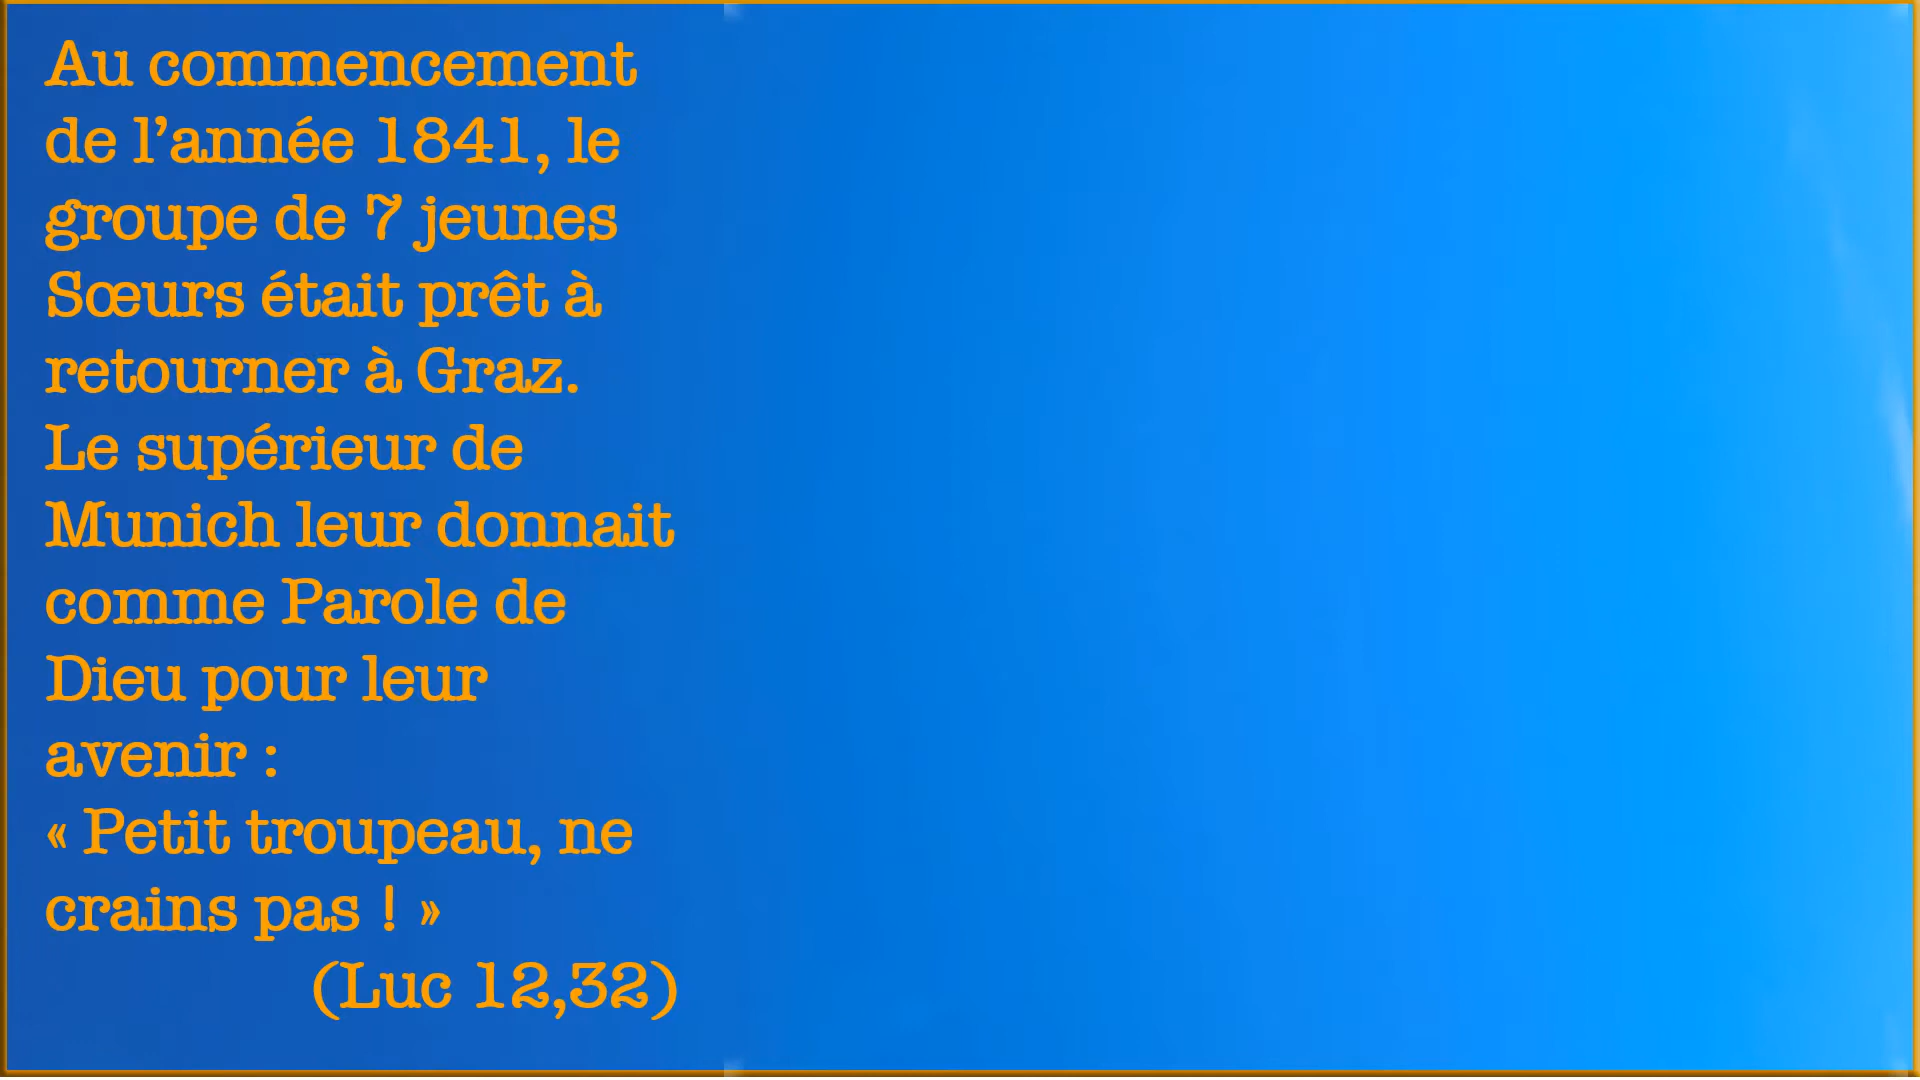 Au commencement
de l’année 1841, le
groupe de 7 jeunes
Sœurs était prêt à
retourner à Graz.
Le supérieur de
Munich leur donnait
comme Parole de
Dieu pour leur
avenir :
« Petit troupeau, ne
crains pas ! »
(Luc 12,32)